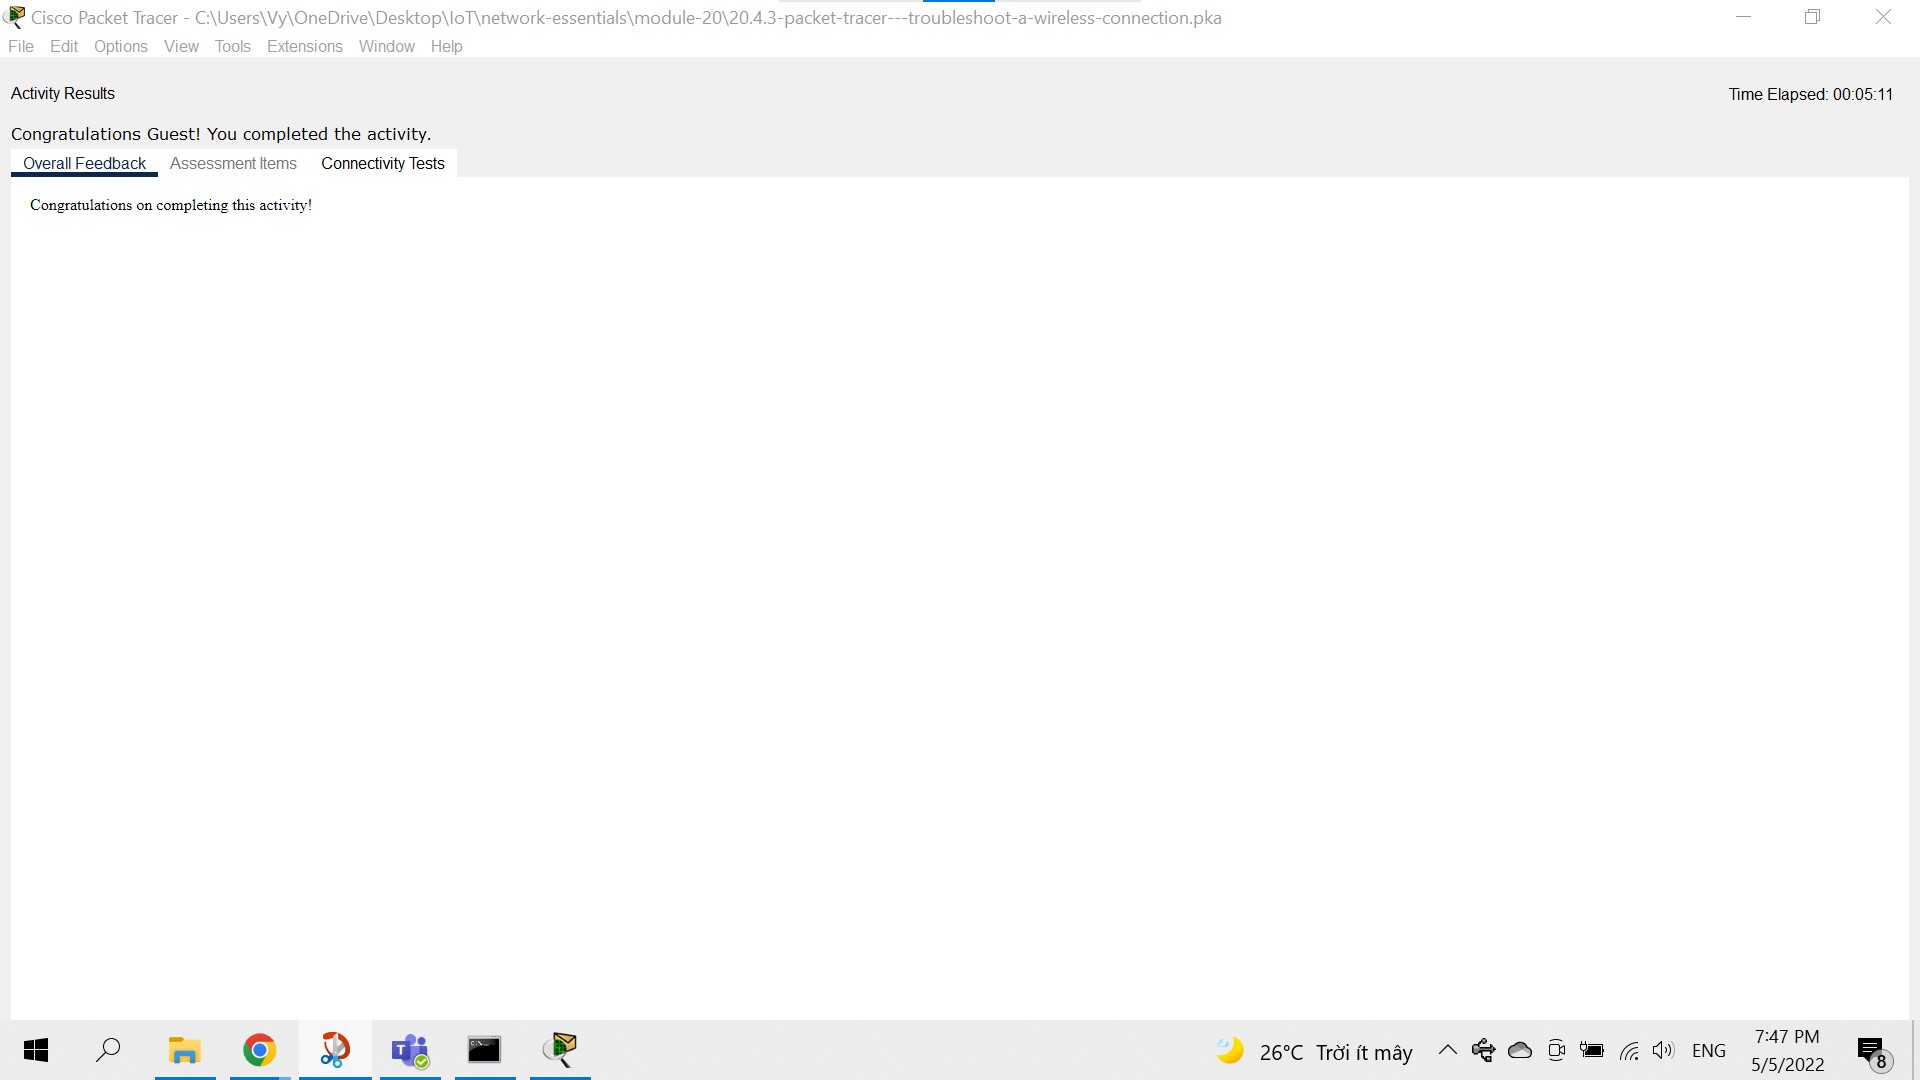 Cisco Packet Tracer - C:\Users\Vy\OneDrive\Desktop\IoT\network-essentials\module-20\20.4.3-packet-tracer---troubleshoot-a-wireless-connection.pka
File Edit Options View Tools Extensions Window Help
Activity Results
Time Elapsed: 00:05:11
Congratulations Guest! You completed the activity.
Overall Feedback Assessment Items Connectivity Tests
Congratulations on completing this activity!
26°C Trời ít mây
ENG
7:47 PM
5/5/2022
8